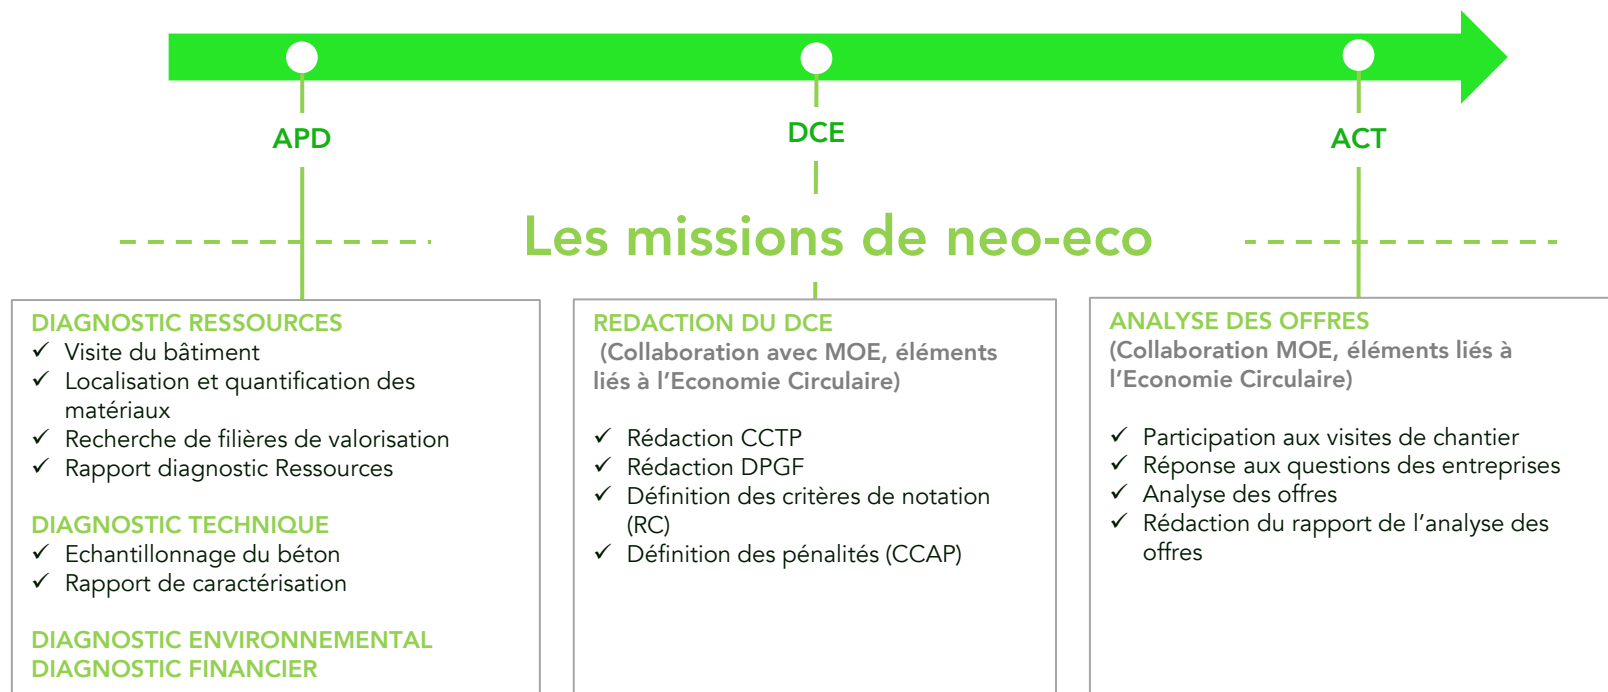 APD
DCE
ACT
Les missions de neo-eco
DIAGNOSTIC RESSOURCES
✓ Visite du bâtiment
✓ Localisation et quantification des
matériaux
✓ Recherche de filières de valorisation
✓ Rapport diagnostic Ressources
DIAGNOSTIC TECHNIQUE
✓ Echantillonnage du béton
✓ Rapport de caractérisation
DIAGNOSTIC ENVIRONNEMENTAL
DIAGNOSTIC FINANCIER
REDACTION DU DCE
(Collaboration avec MOE, éléments
liés à l’Economie Circulaire)
✓ Rédaction CCTP
✓ Rédaction DPGF
✓ Définition des critères de notation
(RC)
✓ Définition des pénalités (CCAP)
ANALYSE DES OFFRES
(Collaboration MOE, éléments liés à
l’Economie Circulaire)
✓ Participation aux visites de chantier
✓ Réponse aux questions des entreprises
✓ Analyse des offres
✓ Rédaction du rapport de l’analyse des
offres